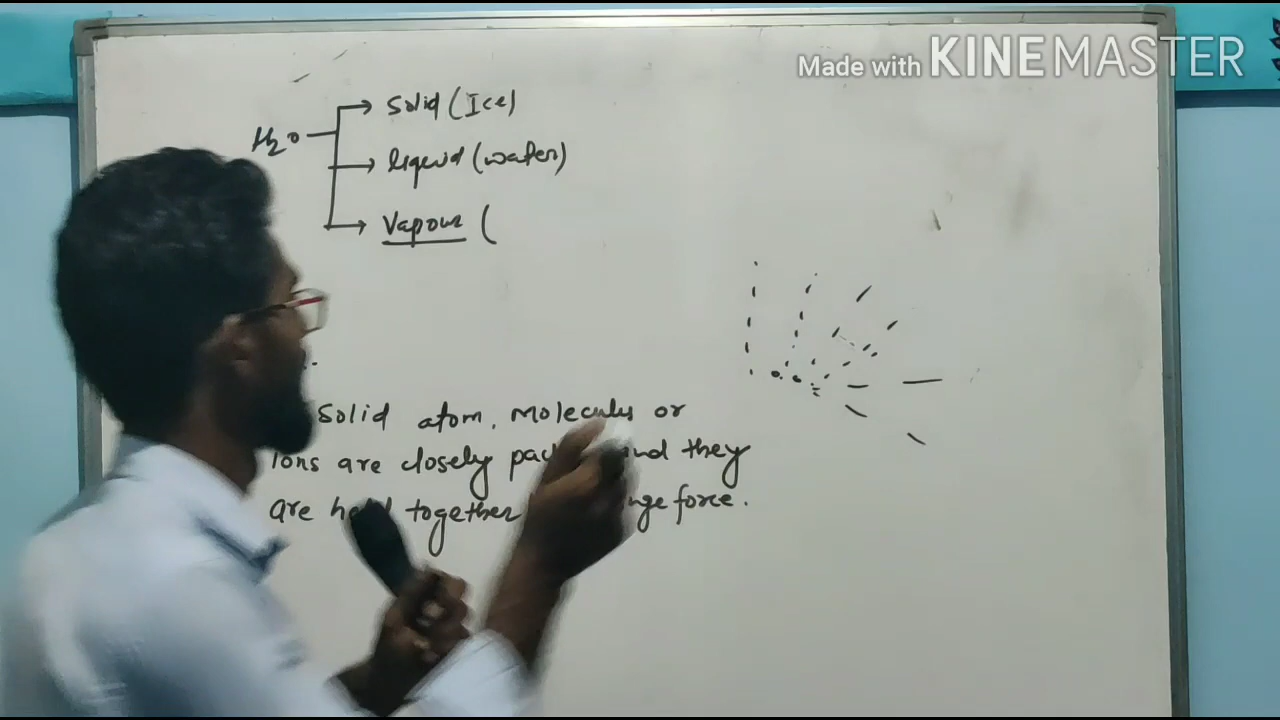 Made with KINEMASTER
H₂O → Solid (Ice)
→ liquid (water)
→ Vapour (
Solid atom, Molecules or
Ions are closely and they
are together force.